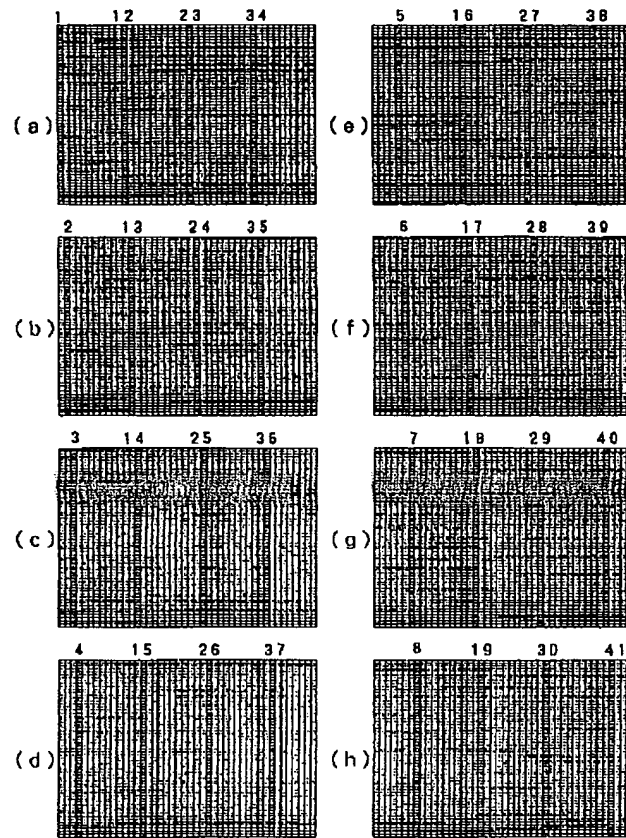 1 12 23 34
(a)
2 13 24 35
(b)
3 14 25 36
(c)
4 15 26 37
(d)
5 16 27 38
(e)
6 17 28 39
(f)
7 18 29 40
(g)
8 19 30 41
(h)